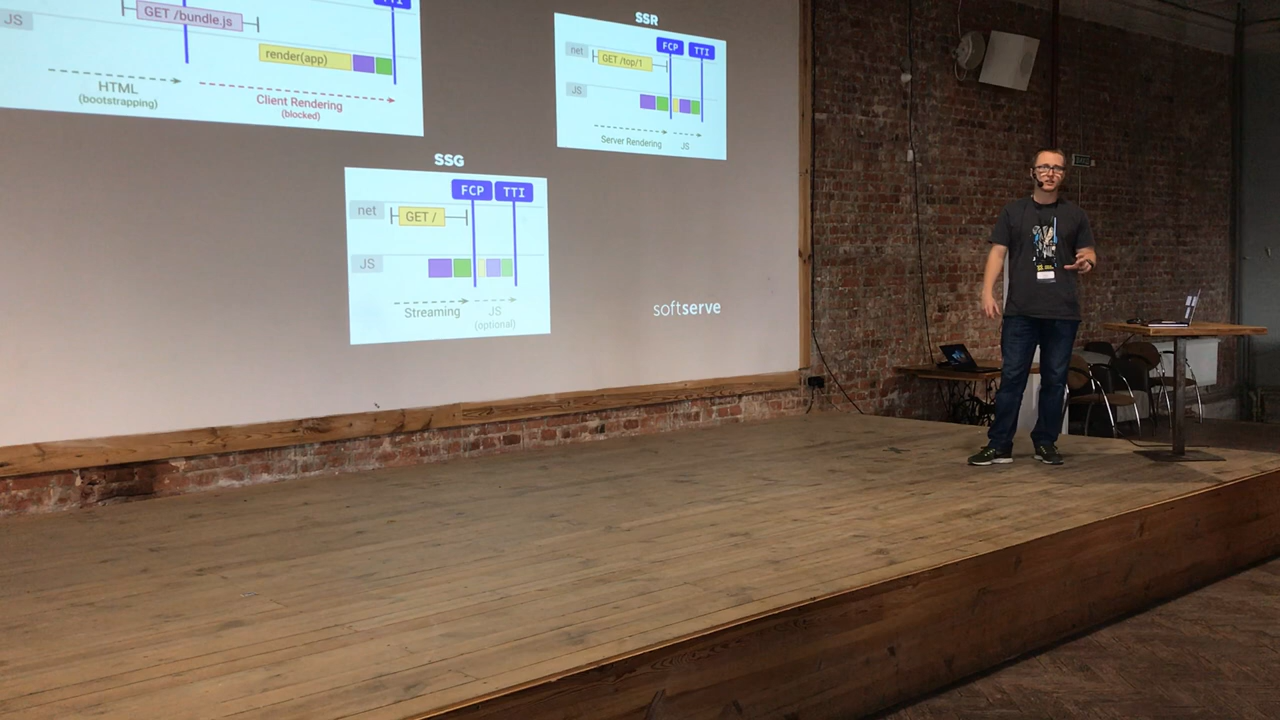 JS
GET /bundle.js
TTI
render(app)
HTML
(bootstrapping)
Client Rendering
(blocked)
SSR
FCP
TTI
net
GET /top/1
JS
Server Rendering
JS
SSG
FCP
TTI
net
GET /
JS
Streaming
JS
(optional)
softserve